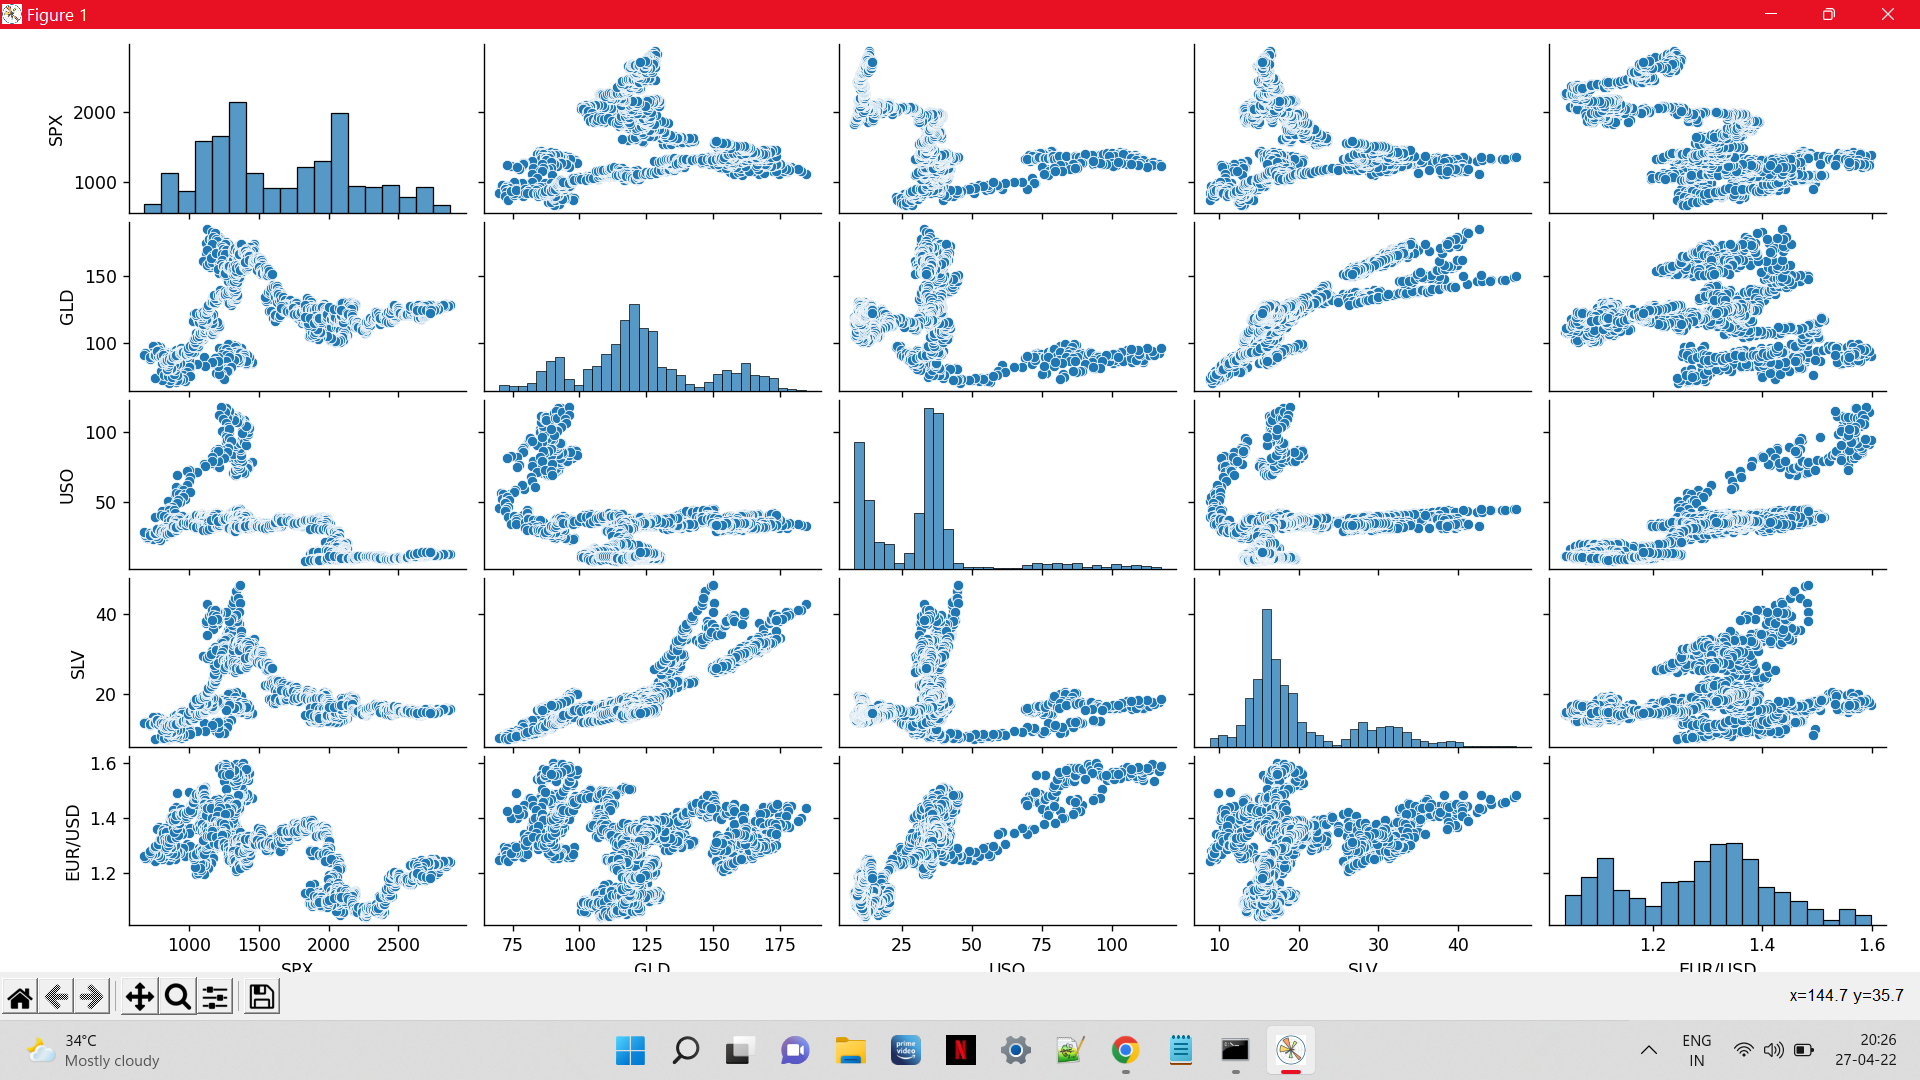 Figure 1
SPX
2000
1000
GLD
150
100
USO
100
50
SLV
40
20
EUR/USD
1.6
1.4
1.2
1000 1500 2000 2500
75 100 125 150 175
25 50 75 100
10 20 30 40
1.2 1.4 1.6
SPX GLD USO SLV EUR/USD
x=144.7 y=35.7
34°C
Mostly cloudy
prime
video
N
ENG
IN
20:26
27-04-22